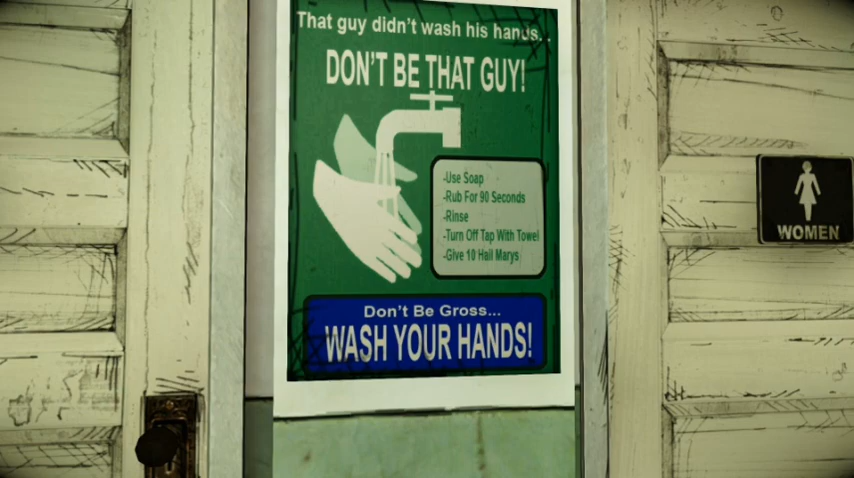 That guy didn't wash his hands...
DON'T BE THAT GUY!
-Use Soap
-Rub For 90 Seconds
-Rinse
-Turn Off Tap With Towel
-Give 10 Hail Marys
Don't Be Gross...
WASH YOUR HANDS!
WOMEN